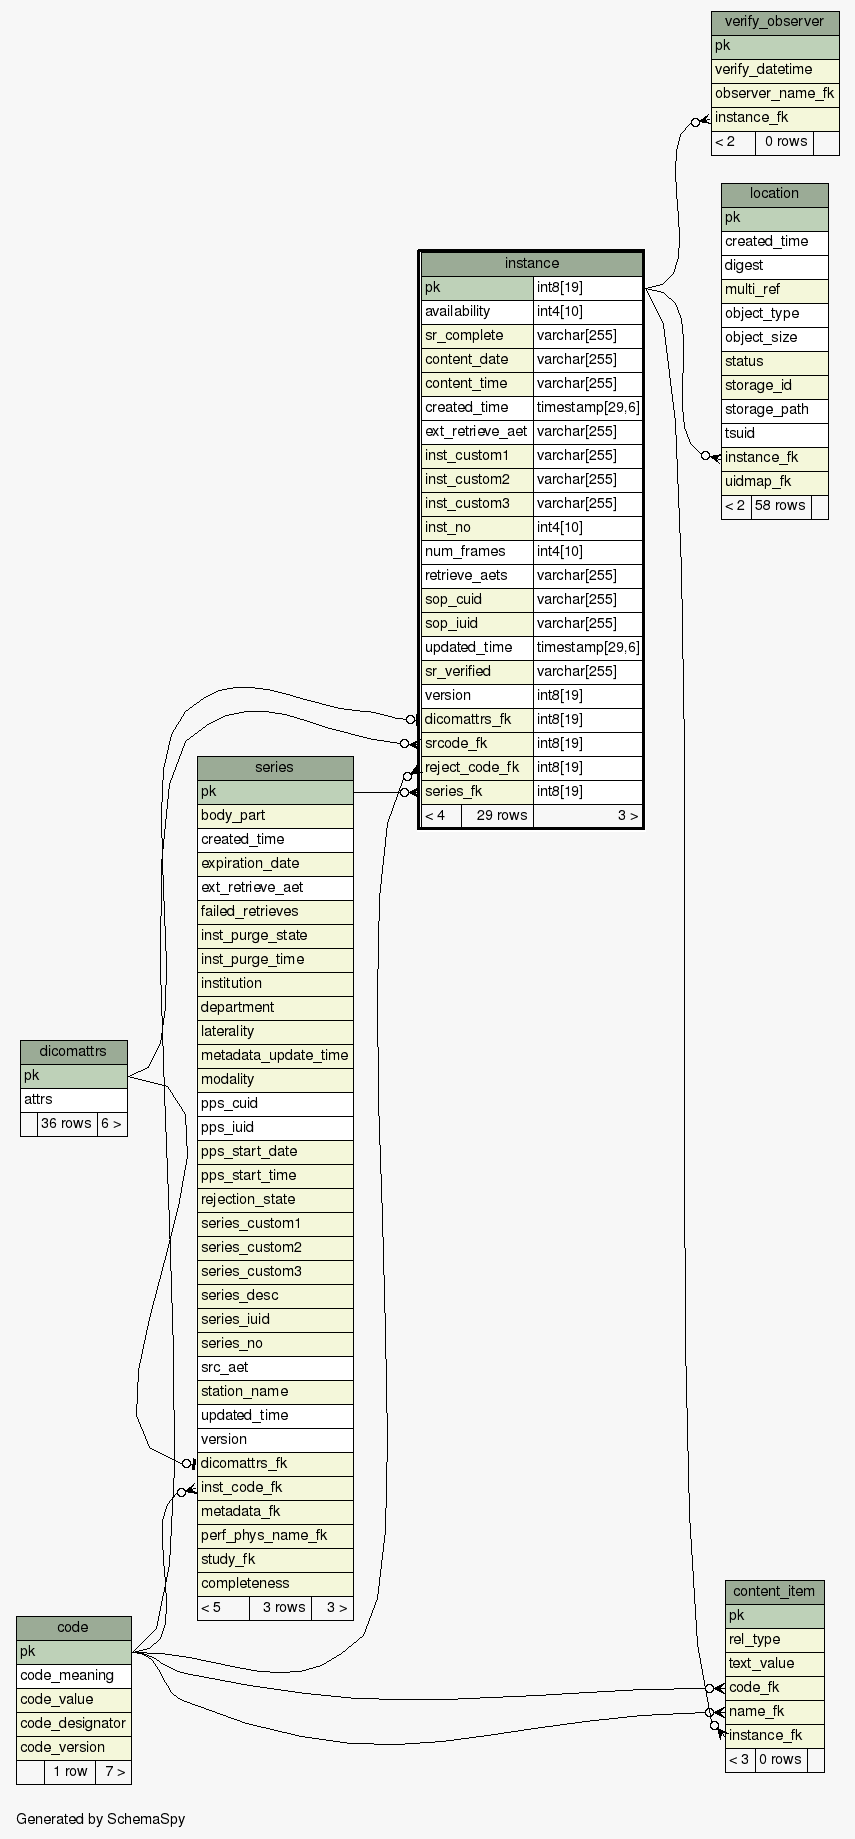 verify_observer
pk
verify_datetime
observer_name_fk
instance_fk
< 2 0 rows
location
pk
created_time
digest
multi_ref
object_type
object_size
status
storage_id
storage_path
tsuid
instance_fk
uidmap_fk
< 2 58 rows
instance
pk int8[19]
availability int4[10]
sr_complete varchar[255]
content_date varchar[255]
content_time varchar[255]
created_time timestamp[29,6]
ext_retrieve_aet varchar[255]
inst_custom1 varchar[255]
inst_custom2 varchar[255]
inst_custom3 varchar[255]
inst_no int4[10]
num_frames int4[10]
retrieve_aets varchar[255]
sop_cuid varchar[255]
sop_iuid varchar[255]
updated_time timestamp[29,6]
sr_verified varchar[255]
version int8[19]
dicomattrs_fk int8[19]
srcode_fk int8[19]
reject_code_fk int8[19]
series_fk int8[19]
< 4 29 rows 3 >
series
pk
body_part
created_time
expiration_date
ext_retrieve_aet
failed_retrieves
inst_purge_state
inst_purge_time
institution
department
laterality
metadata_update_time
modality
pps_cuid
pps_iuid
pps_start_date
pps_start_time
rejection_state
series_custom1
series_custom2
series_custom3
series_desc
series_iuid
series_no
src_aet
station_name
updated_time
version
dicomattrs_fk
inst_code_fk
metadata_fk
perf_phys_name_fk
study_fk
completeness
< 5 3 rows 3 >
dicomattrs
pk
attrs
36 rows 6 >
code
pk
code_meaning
code_value
code_designator
code_version
1 row 7 >
content_item
pk
rel_type
text_value
code_fk
name_fk
instance_fk
< 3 0 rows
Generated by SchemaSpy